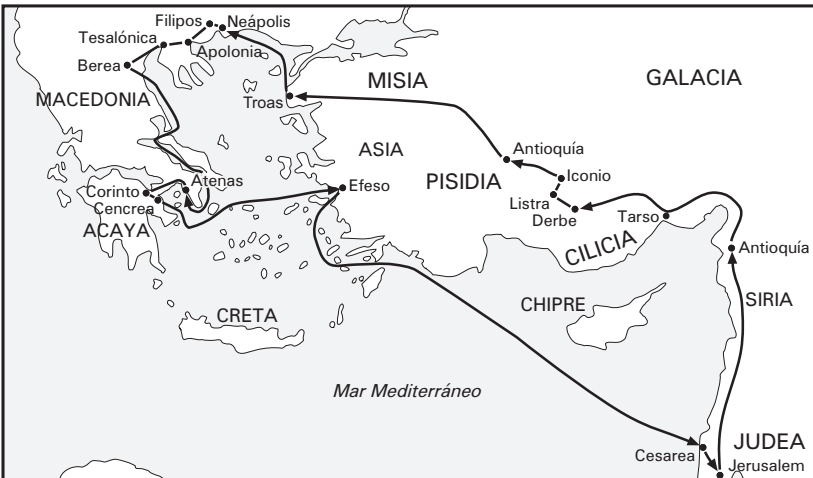 Filipos
Neápolis
Tesalónica
Apolonia
Berea
MISIA
GALACIA
MACEDONIA
Troas
ASIA
Antioquía
PISIDIA
Iconio
Atenas
Efeso
Corinto
Listra
Cencrea
Derbe
Tarso
ACAYA
CILICIA
Antioquía
CHIPRE
SIRIA
CRETA
Mar Mediterráneo
JUDEA
Cesarea
Jerusalem